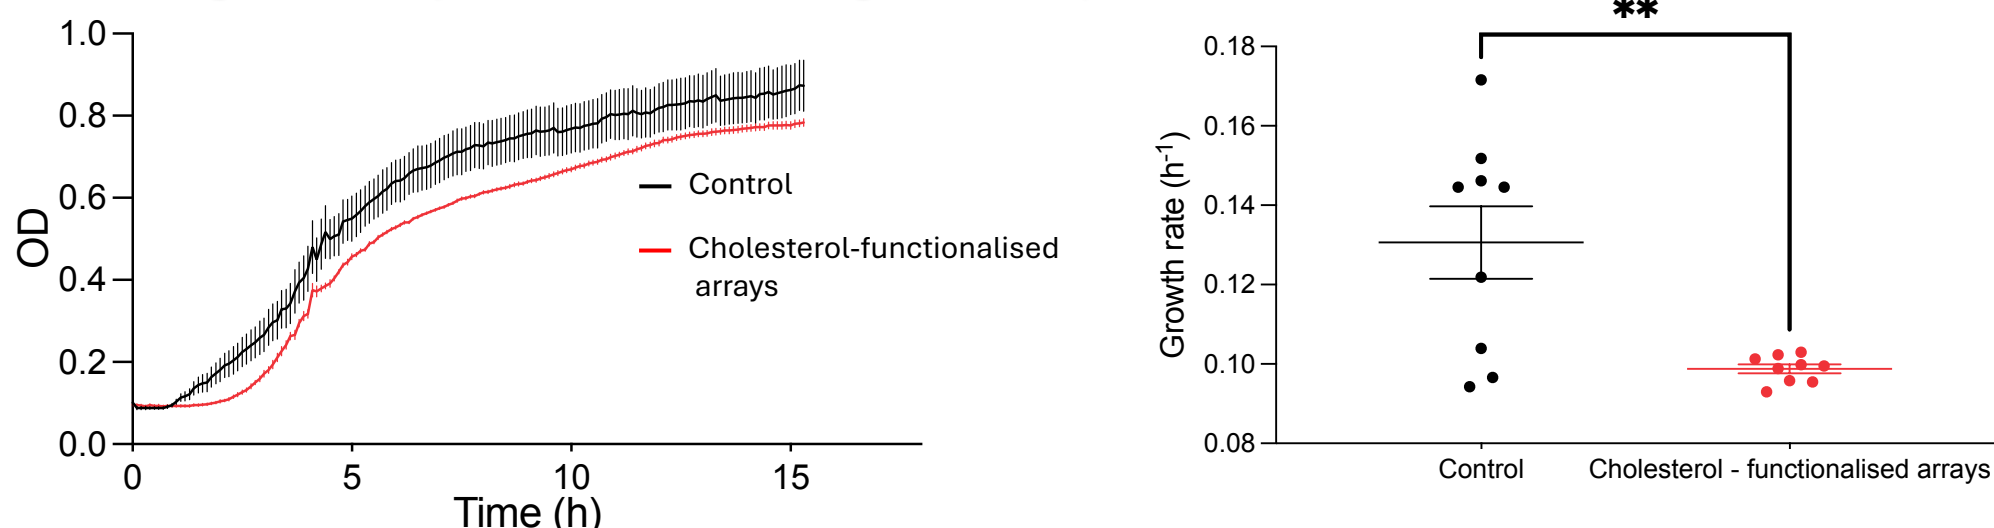 1.0
0.8
0.6
0.4
0.2
0.0
OD
0
5
10
15
Time (h)
Control
Cholesterol-functionalised
arrays
**
0.18
0.16
0.14
0.12
0.10
0.08
Growth rate (h-1)
Control
Cholesterol - functionalised arrays